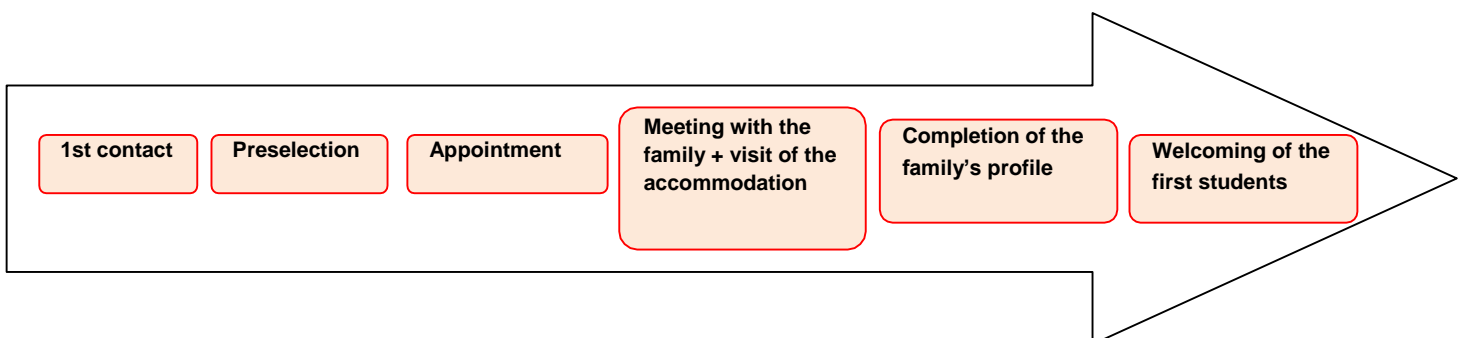 1st contact
Preselection
Appointment
Meeting with the
family + visit of the
accommodation
Completion of the
family’s profile
Welcoming of the
first students